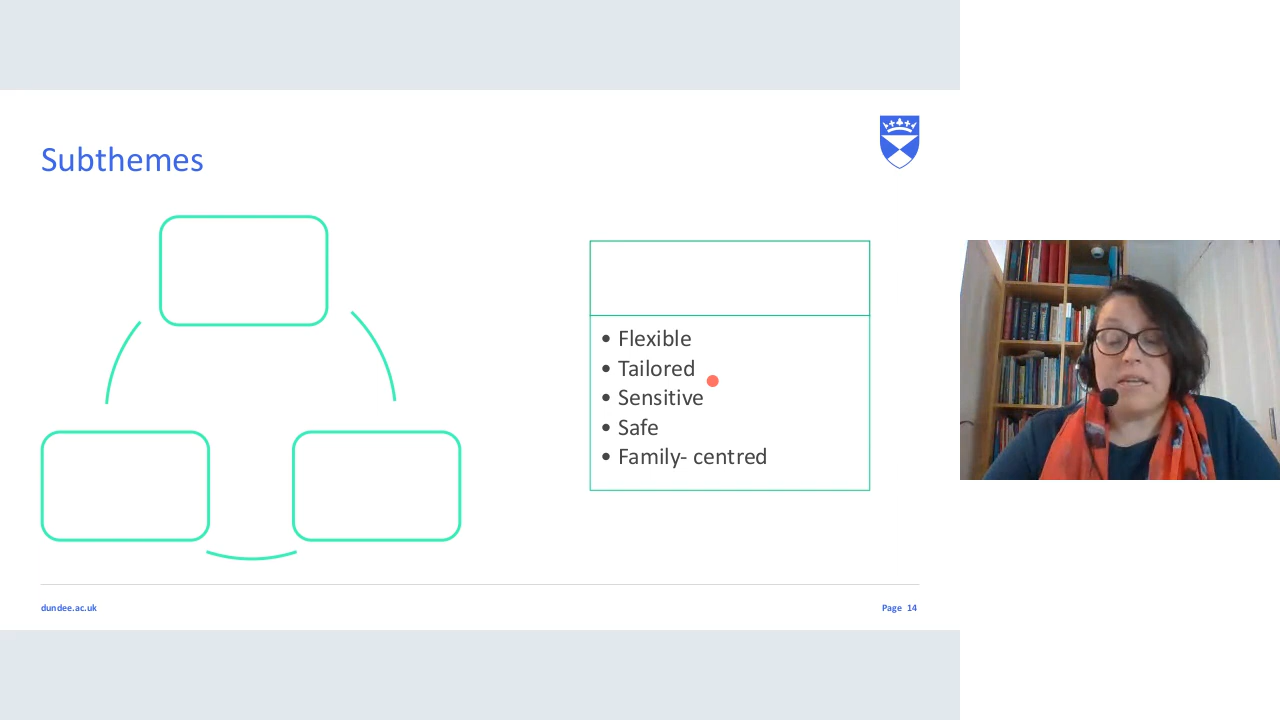 Subthemes
• Flexible
• Tailored
• Sensitive
• Safe
• Family- centred
dundee.ac.uk
Page 14